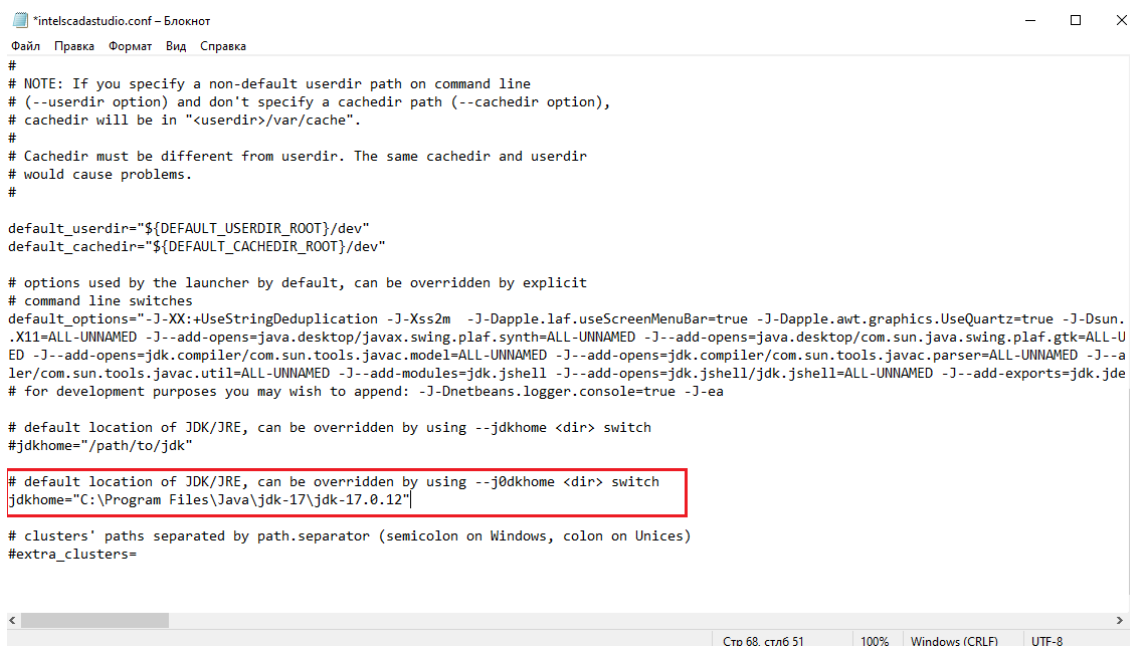 *intelscadastudio.conf – Блокнот
Файл Правка Формат Вид Справка
#
# NOTE: If you specify a non-default userdir path on command line
# (--userdir option) and don't specify a cachedir path (--cachedir option),
# cachedir will be in "<userdir>/var/cache".
#
# Cachedir must be different from userdir. The same cachedir and userdir
# would cause problems.
#
default_userdir="${DEFAULT_USERDIR_ROOT}/dev"
default_cachedir="${DEFAULT_CACHEDIR_ROOT}/dev"
# options used by the launcher by default, can be overridden by explicit
# command line switches
default_options="-J-XX:+UseStringDeduplication -J-Xss2m  -J-Dapple.laf.useScreenMenuBar=true -J-Dapple.awt.graphics.UseQuartz=true -J-Dsun.
.X11=ALL-UNNAMED -J--add-opens=java.desktop/javax.swing.plaf.synth=ALL-UNNAMED -J--add-opens=java.desktop/com.sun.java.swing.plaf.gtk=ALL-U
ED -J--add-opens=jdk.compiler/com.sun.tools.javac.model=ALL-UNNAMED -J--add-opens=jdk.compiler/com.sun.tools.javac.parser=ALL-UNNAMED -J--a
ler/com.sun.tools.javac.util=ALL-UNNAMED -J--add-modules=jdk.jshell -J--add-opens=jdk.jshell/jdk.jshell=ALL-UNNAMED -J--add-exports=jdk.jde
# for development purposes you may wish to append: -J-Dnetbeans.logger.console=true -J-ea
# default location of JDK/JRE, can be overridden by using --jdkhome <dir> switch
#jdkhome="/path/to/jdk"
# default location of JDK/JRE, can be overridden by using --j0dkhome <dir> switch
jdkhome="C:\Program Files\Java\jdk-17\jdk-17.0.12"
# clusters' paths separated by path.separator (semicolon on Windows, colon on Unices)
#extra_clusters=
Стр 68, стлб 51 100% Windows (CRLF) UTF-8